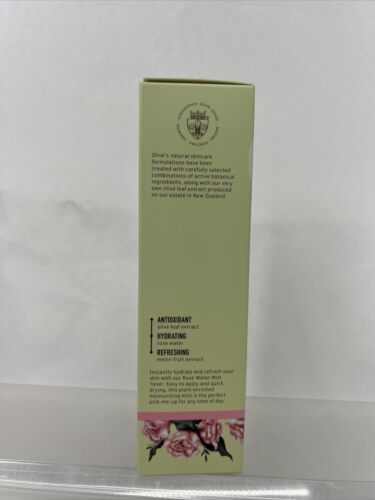 Olive's natural skincare
formulations have been
created with carefully selected
combinations of active botanical
ingredients, along with our very
own olive leaf extract produced
on our estate in New Zealand
ANTIOXIDANT
olive leaf extract
HYDRATING
rose water
REFRESHING
melon fruit extract
Instantly hydrate and refresh your
skin with our Rose Water Mist
Toner. Easy to apply and quick
drying, this plant enriched
moisturising mist is the perfect
pick-me-up for any time of day.